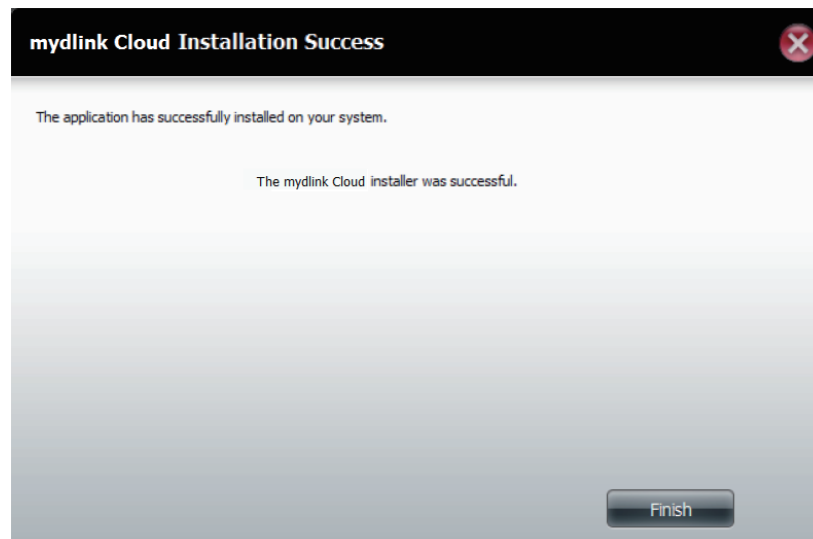 mydlink Cloud Installation Success
The application has successfully installed on your system.
The mydlink Cloud installer was successful.
Finish